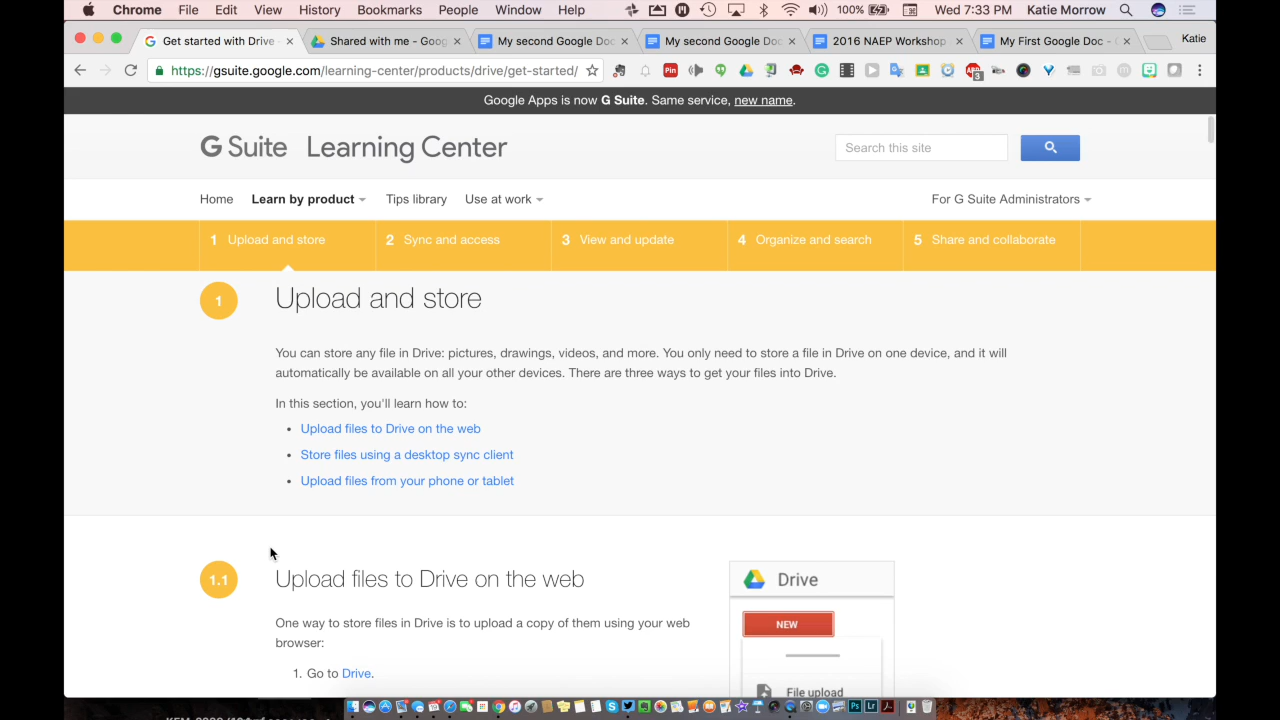 Chrome File Edit View History Bookmarks People Window Help 100% Wed 7:33 PM Katie Morrow
Get started with Drive - Shared with me - Goog My second Google Doc My second Google Doc 2016 NAEP Workshop My First Google Doc - G Katie
https://gsuite.google.com/learning-center/products/drive/get-started/ Pin ABP 3
Google Apps is now G Suite. Same service, new name.
G Suite Learning Center Search this site
Home Learn by product Tips library Use at work For G Suite Administrators
1 Upload and store 2 Sync and access 3 View and update 4 Organize and search 5 Share and collaborate
1 Upload and store
You can store any file in Drive: pictures, drawings, videos, and more. You only need to store a file in Drive on one device, and it will
automatically be available on all your other devices. There are three ways to get your files into Drive.
In this section, you'll learn how to:
• Upload files to Drive on the web
• Store files using a desktop sync client
• Upload files from your phone or tablet
1.1 Upload files to Drive on the web
Drive
One way to store files in Drive is to upload a copy of them using your web
NEW
browser:
1. Go to Drive.
File upload
Ps Lr